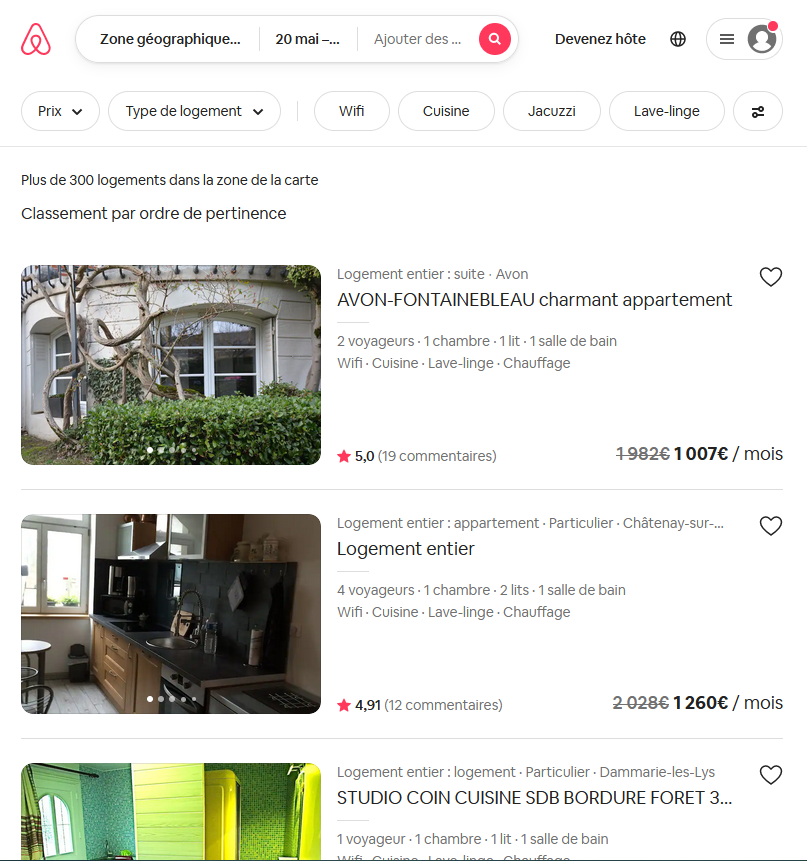 Zone géographique... 20 mai –... Ajouter des ... Devenez hôte
Prix Type de logement Wifi Cuisine Jacuzzi Lave-linge
Plus de 300 logements dans la zone de la carte
Classement par ordre de pertinence
Logement entier : suite · Avon
AVON-FONTAINEBLEAU charmant appartement
2 voyageurs · 1 chambre · 1 lit · 1 salle de bain
Wifi · Cuisine · Lave-linge · Chauffage
5,0 (19 commentaires) 1 982€ 1 007€ / mois
Logement entier : appartement · Particulier · Châtenay-sur-...
Logement entier
4 voyageurs · 1 chambre · 2 lits · 1 salle de bain
Wifi · Cuisine · Lave-linge · Chauffage
4,91 (12 commentaires) 2 028€ 1 260€ / mois
Logement entier : logement · Particulier · Dammarie-les-Lys
STUDIO COIN CUISINE SDB BORDURE FORET 3...
1 voyageur · 1 chambre · 1 lit · 1 salle de bain
Wifi · Cuisine · Lave-linge · Chauffage